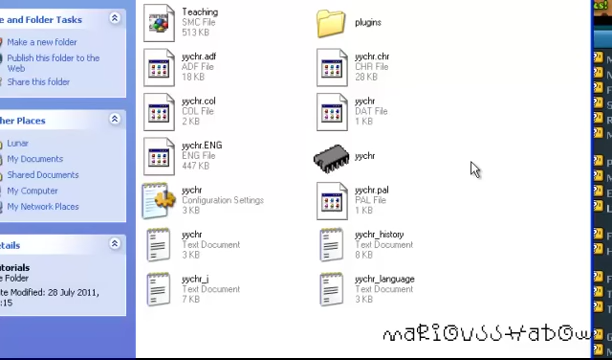 e and Folder Tasks
Make a new folder
Publish this folder to the
Web
Share this folder
her Places
Lunar
My Documents
Shared Documents
My Computer
My Network Places
etails
utorials
e Folder
te Modified: 28 July 2011,
:15
Teaching
SMC File
513 KB
plugins
yychr.adf
ADF File
18 KB
yychr.chr
CHR File
18 KB
yychr.col
COL File
2 KB
yychr
DAT File
1 KB
yychr.ENG
ENG File
447 KB
yychr
yychr
Configuration Settings
3 KB
yychr.pal
PAL File
1 KB
yychr
Text Document
3 KB
yychr_history
Text Document
8 KB
yychr_j
Text Document
7 KB
yychr_language
Text Document
3 KB